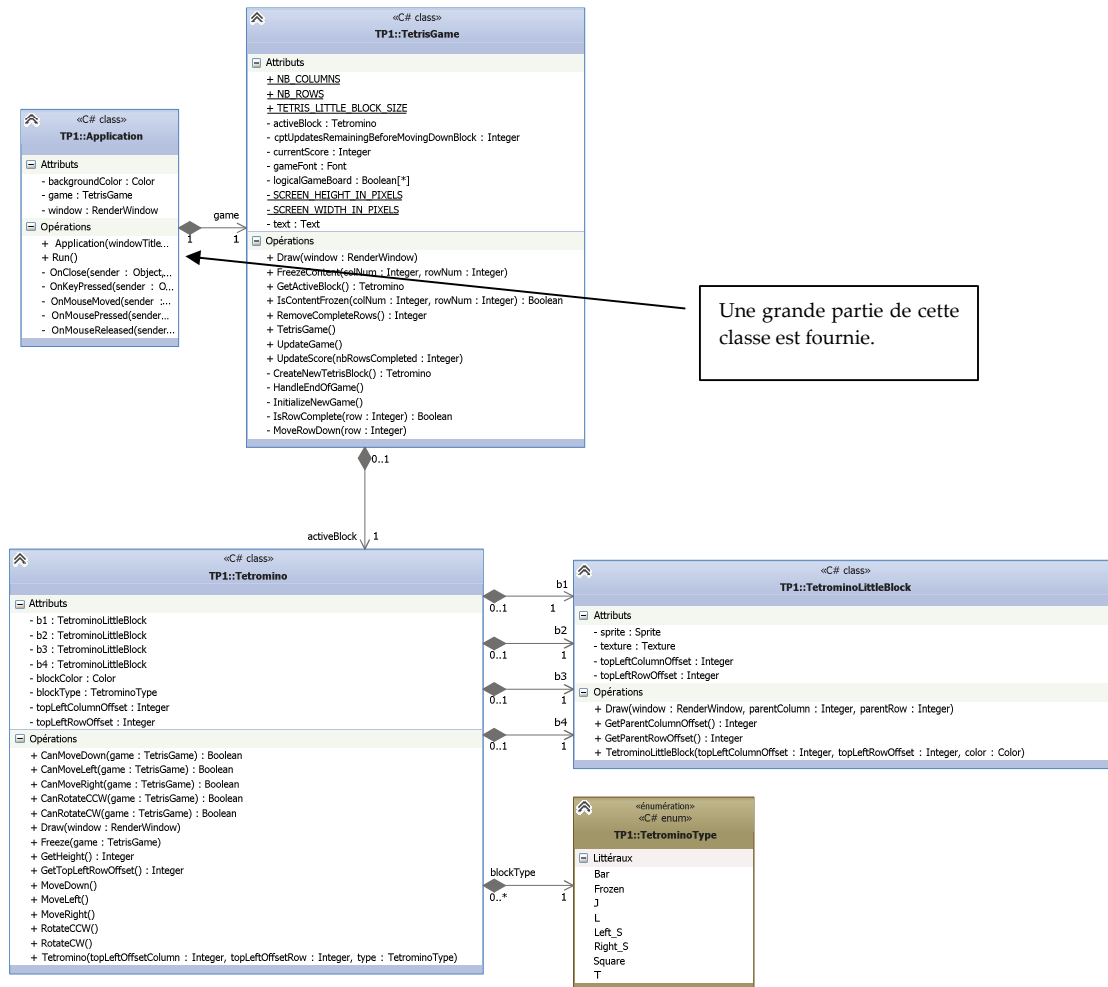 «C# class»
TP1::TetrisGame
Attributs
+ NB_COLUMNS
+ NB_ROWS
+ TETRIS_LITTLE_BLOCK_SIZE
- activeBlock : Tetromino
- cptUpdatesRemainingBeforeMovingDownBlock : Integer
- currentScore : Integer
- gameFont : Font
- logicalGameBoard : Boolean[*]
- SCREEN_HEIGHT_IN_PIXELS
- SCREEN_WIDTH_IN_PIXELS
- text : Text
Opérations
+ Draw(window : RenderWindow)
+ FreezeContent(colNum : Integer, rowNum : Integer)
+ GetActiveBlock() : Tetromino
+ IsContentFrozen(colNum : Integer, rowNum : Integer) : Boolean
+ RemoveCompleteRows() : Integer
+ TetrisGame()
+ UpdateGame()
+ UpdateScore(nbRowsCompleted : Integer)
- CreateNewTetrisBlock() : Tetromino
- HandleEndOfGame()
- InitializeNewGame()
- IsRowComplete(row : Integer) : Boolean
- MoveRowDown(row : Integer)
«C# class»
TP1::Application
Attributs
- backgroundColor : Color
- game : TetrisGame
- window : RenderWindow
Opérations
+ Application(windowTitle...
+ Run()
- OnClose(sender : Object,...
- OnKeyPressed(sender : O...
- OnMouseMoved(sender :...
- OnMousePressed(sender...
- OnMouseReleased(sender...
game
1
1
Une grande partie de cette
classe est fournie.
0..1
activeBlock
1
«C# class»
TP1::Tetromino
Attributs
- b1 : TetrominoLittleBlock
- b2 : TetrominoLittleBlock
- b3 : TetrominoLittleBlock
- b4 : TetrominoLittleBlock
- blockColor : Color
- blockType : TetrominoType
- topLeftColumnOffset : Integer
- topLeftRowOffset : Integer
Opérations
+ CanMoveDown(game : TetrisGame) : Boolean
+ CanMoveLeft(game : TetrisGame) : Boolean
+ CanMoveRight(game : TetrisGame) : Boolean
+ CanRotateCCW(game : TetrisGame) : Boolean
+ CanRotateCW(game : TetrisGame) : Boolean
+ Draw(window : RenderWindow)
+ Freeze(game : TetrisGame)
+ GetHeight() : Integer
+ GetTopLeftRowOffset() : Integer
+ MoveDown()
+ MoveLeft()
+ MoveRight()
+ RotateCCW()
+ RotateCW()
+ Tetromino(topLeftOffsetColumn : Integer, topLeftOffsetRow : Integer, type : TetrominoType)
b1
0..1
1
b2
0..1
1
b3
0..1
1
b4
0..1
1
blockType
0..*
1
«C# class»
TP1::TetrominoLittleBlock
Attributs
- sprite : Sprite
- texture : Texture
- topLeftColumnOffset : Integer
- topLeftRowOffset : Integer
Opérations
+ Draw(window : RenderWindow, parentColumn : Integer, parentRow : Integer)
+ GetParentColumnOffset() : Integer
+ GetParentRowOffset() : Integer
+ TetrominoLittleBlock(topLeftColumnOffset : Integer, topLeftRowOffset : Integer, color : Color)
«énumération»
«C# enum»
TP1::TetrominoType
Littéraux
Bar
Frozen
J
L
Left_S
Right_S
Square
T